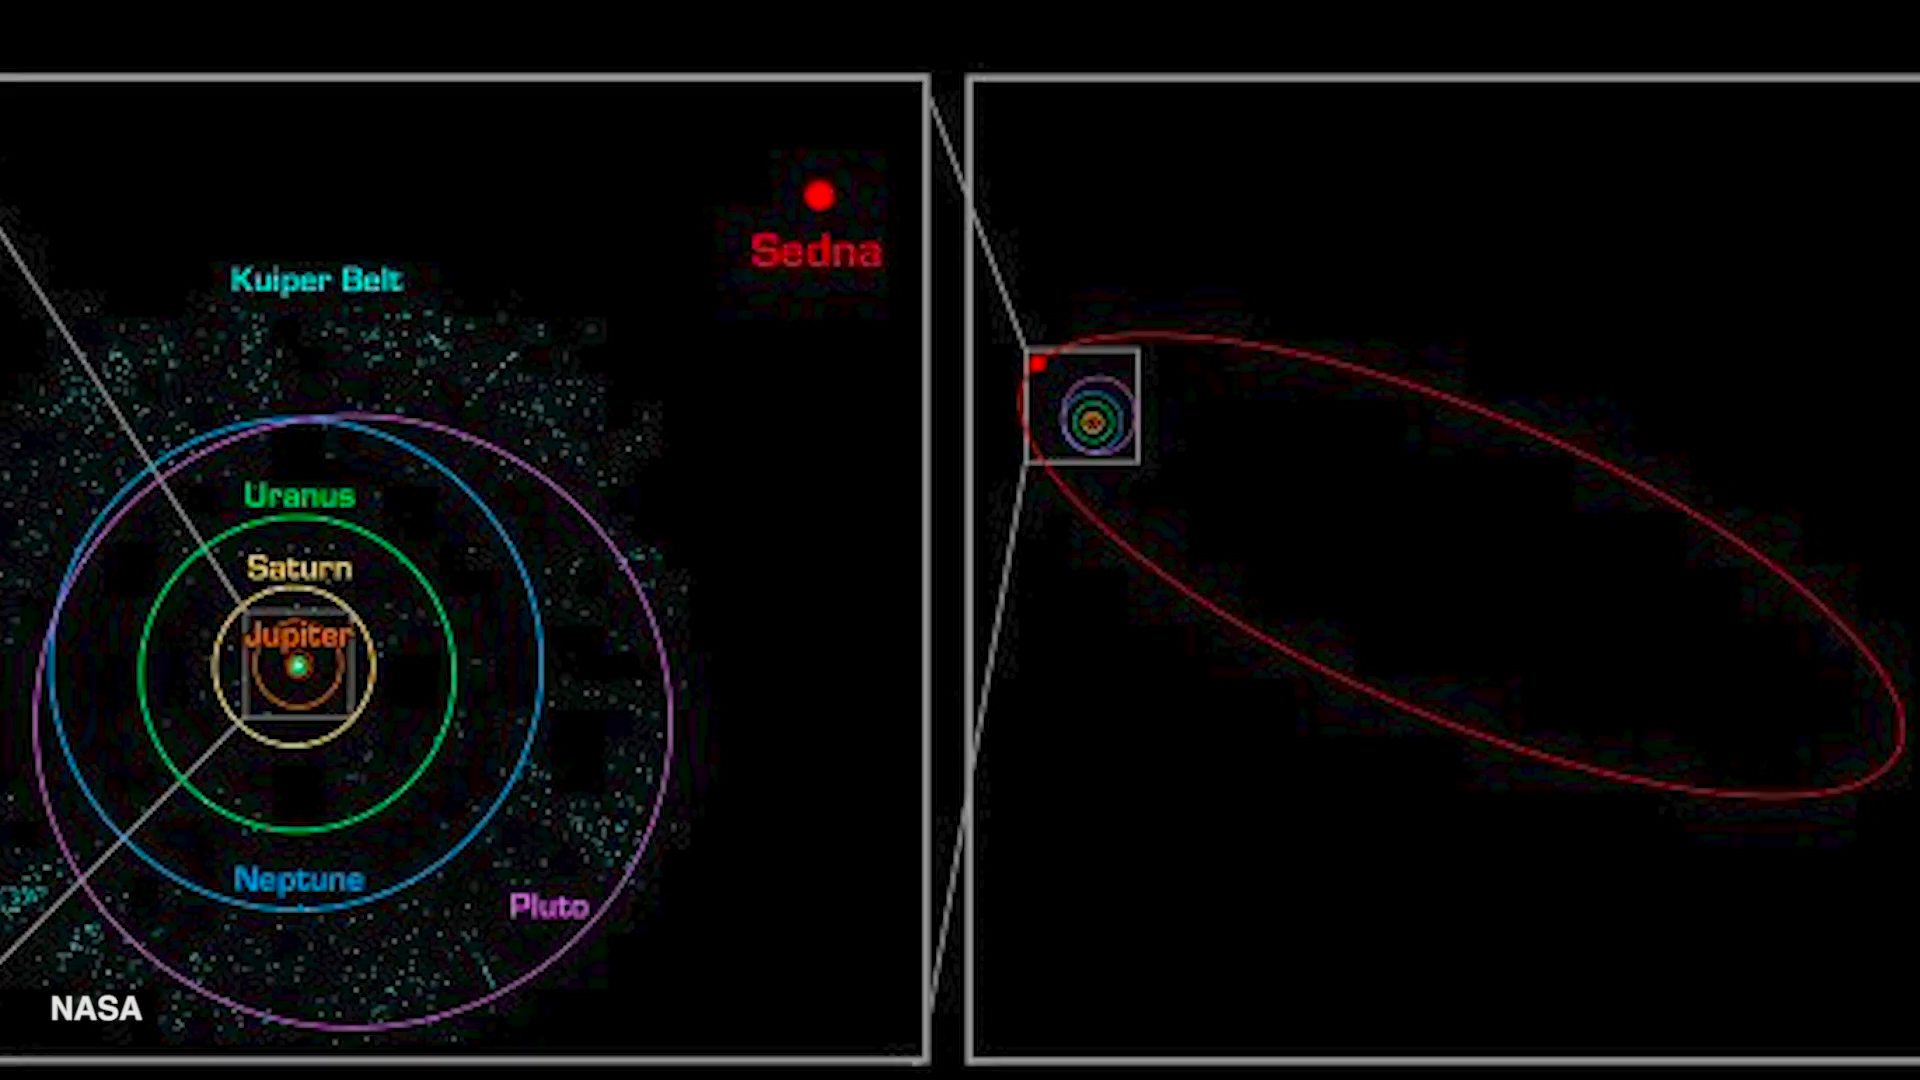 Sedna
Kuiper Belt
Uranus
Saturn
Jupiter
Neptune
Pluto
NASA